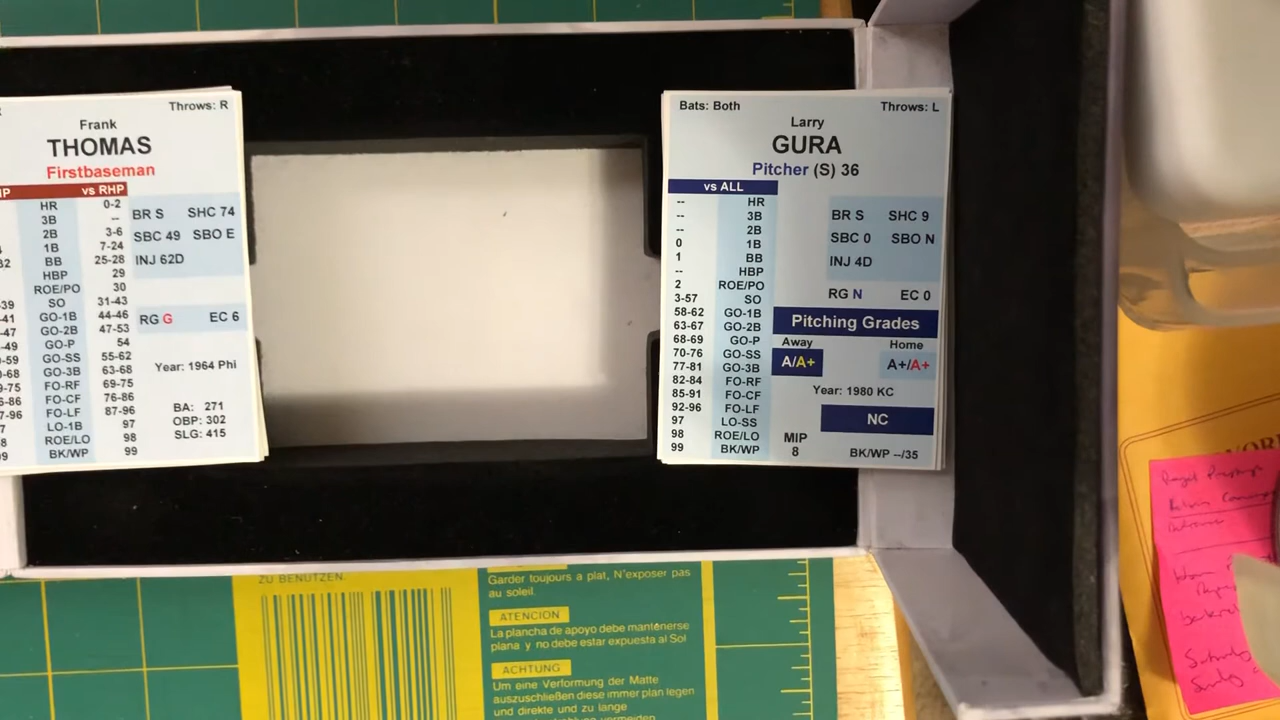 Throws: R
Frank
THOMAS
Firstbaseman
vs RHP
HR 0-2
3B --
2B 3-6
1B 7-24
BB 25-28
HBP 29
ROE/PO 30
SO 31-43
GO-1B 44-46
GO-2B 47-53
GO-P 54
GO-SS 55-62
GO-3B 63-68
FO-RF 69-75
FO-CF 76-86
FO-LF 87-96
LO-1B 97
ROE/LO 98
BK/WP 99
BR S SHC 74
SBC 49 SBO E
INJ 62D
RG G EC 6
Year: 1964 Phi
BA: 271
OBP: 302
SLG: 415
Bats: Both Throws: L
Larry
GURA
Pitcher (S) 36
vs ALL
-- HR
-- 3B
-- 2B
0 1B
1 BB
-- HBP
2 ROE/PO
3-57 SO
58-62 GO-1B
63-67 GO-2B
68-69 GO-P
70-76 GO-SS
77-81 GO-3B
82-84 FO-RF
85-91 FO-CF
92-96 FO-LF
97 LO-SS
98 ROE/LO
99 BK/WP
BR S SHC 9
SBC 0 SBO N
INJ 4D
RG N EC 0
Pitching Grades
Away Home
A/A+ A+/A+
Year: 1980 KC
NC
MIP
8
BK/WP --/35
ZU BENUTZEN.
Garder toujours a plat, N'exposer pas
au soleil.
ATENCION
La plancha de apoyo debe mantenerse
plana y no debe estar expuesta al Sol
ACHTUNG
Um eine Verformung der Matte
auszuschließen diese immer plan legen
und direkte und zu lange
vermeiden